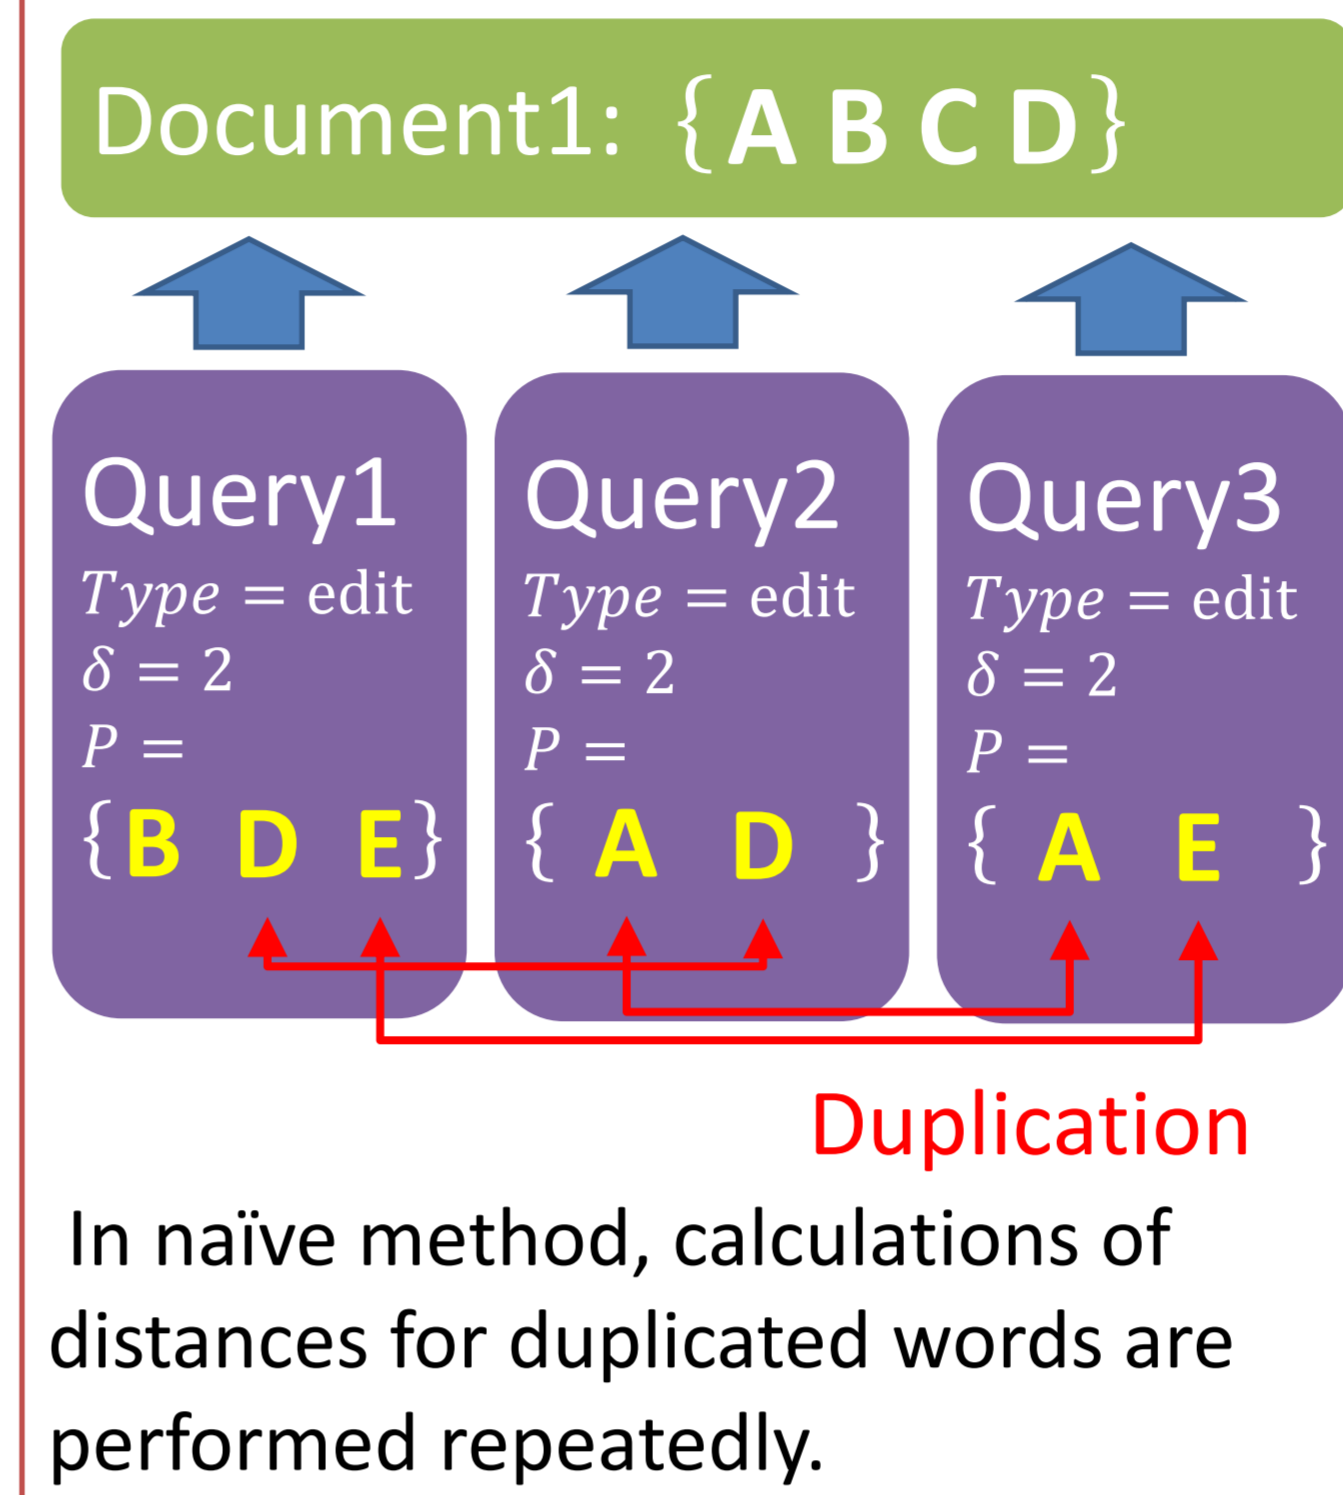 Document1: {A B C D}
Query1
Type = edit
δ = 2
P =
{B D E}
Query2
Type = edit
δ = 2
P =
{ A D }
Query3
Type = edit
δ = 2
P =
{ A E }
Duplication
In naïve method, calculations of
distances for duplicated words are
performed repeatedly.